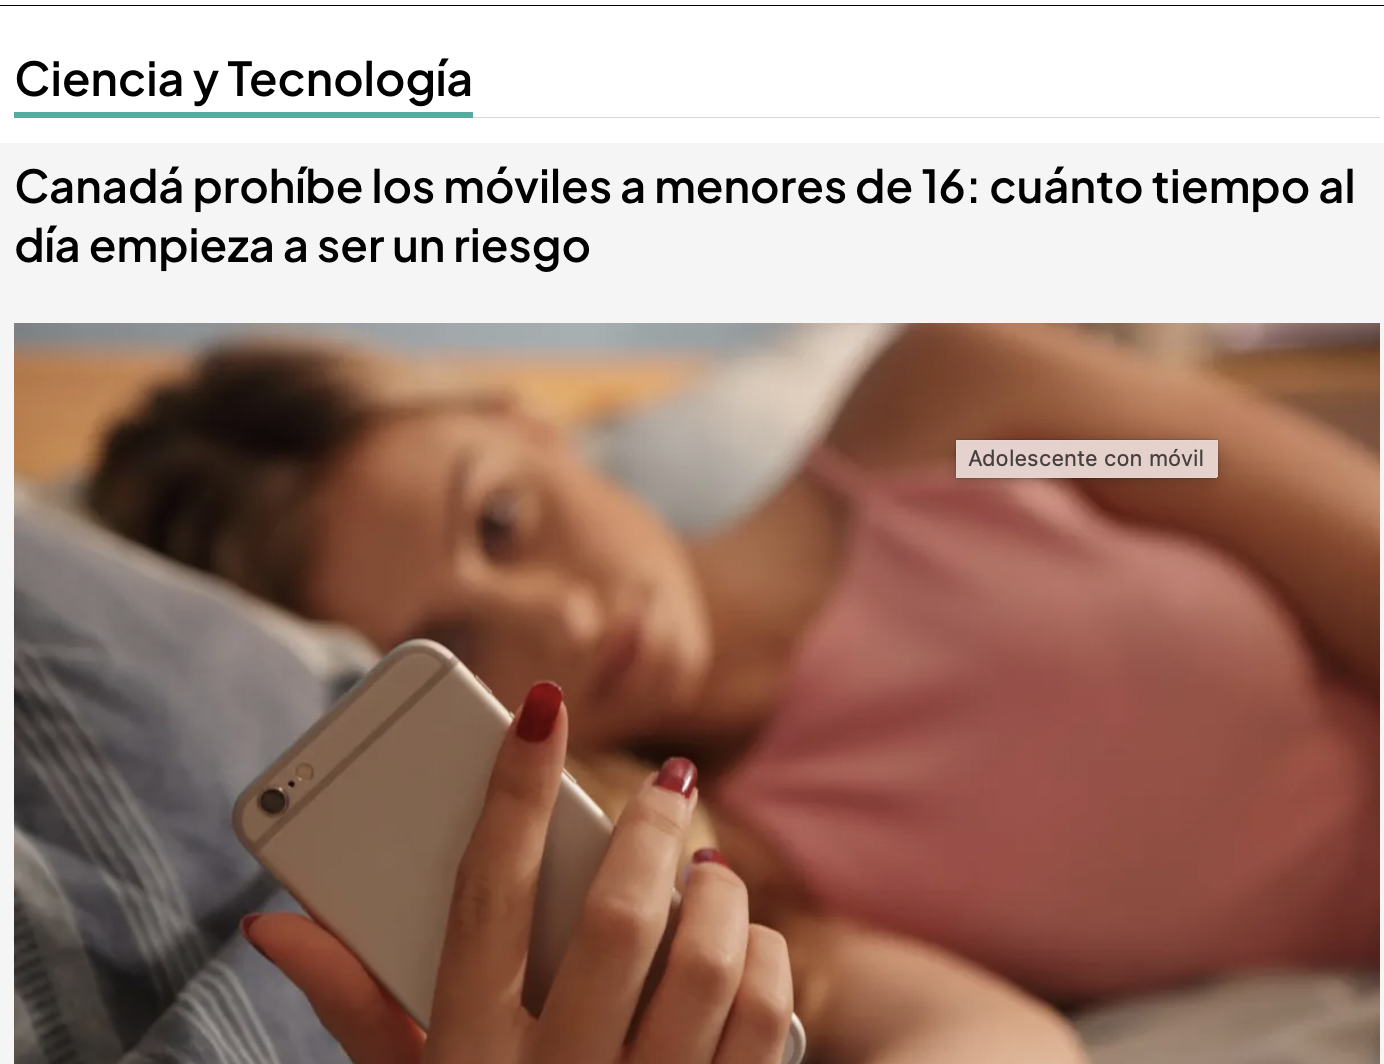 Ciencia y Tecnología
Canadá prohíbe los móviles a menores de 16: cuánto tiempo al
día empieza a ser un riesgo
Adolescente con móvil